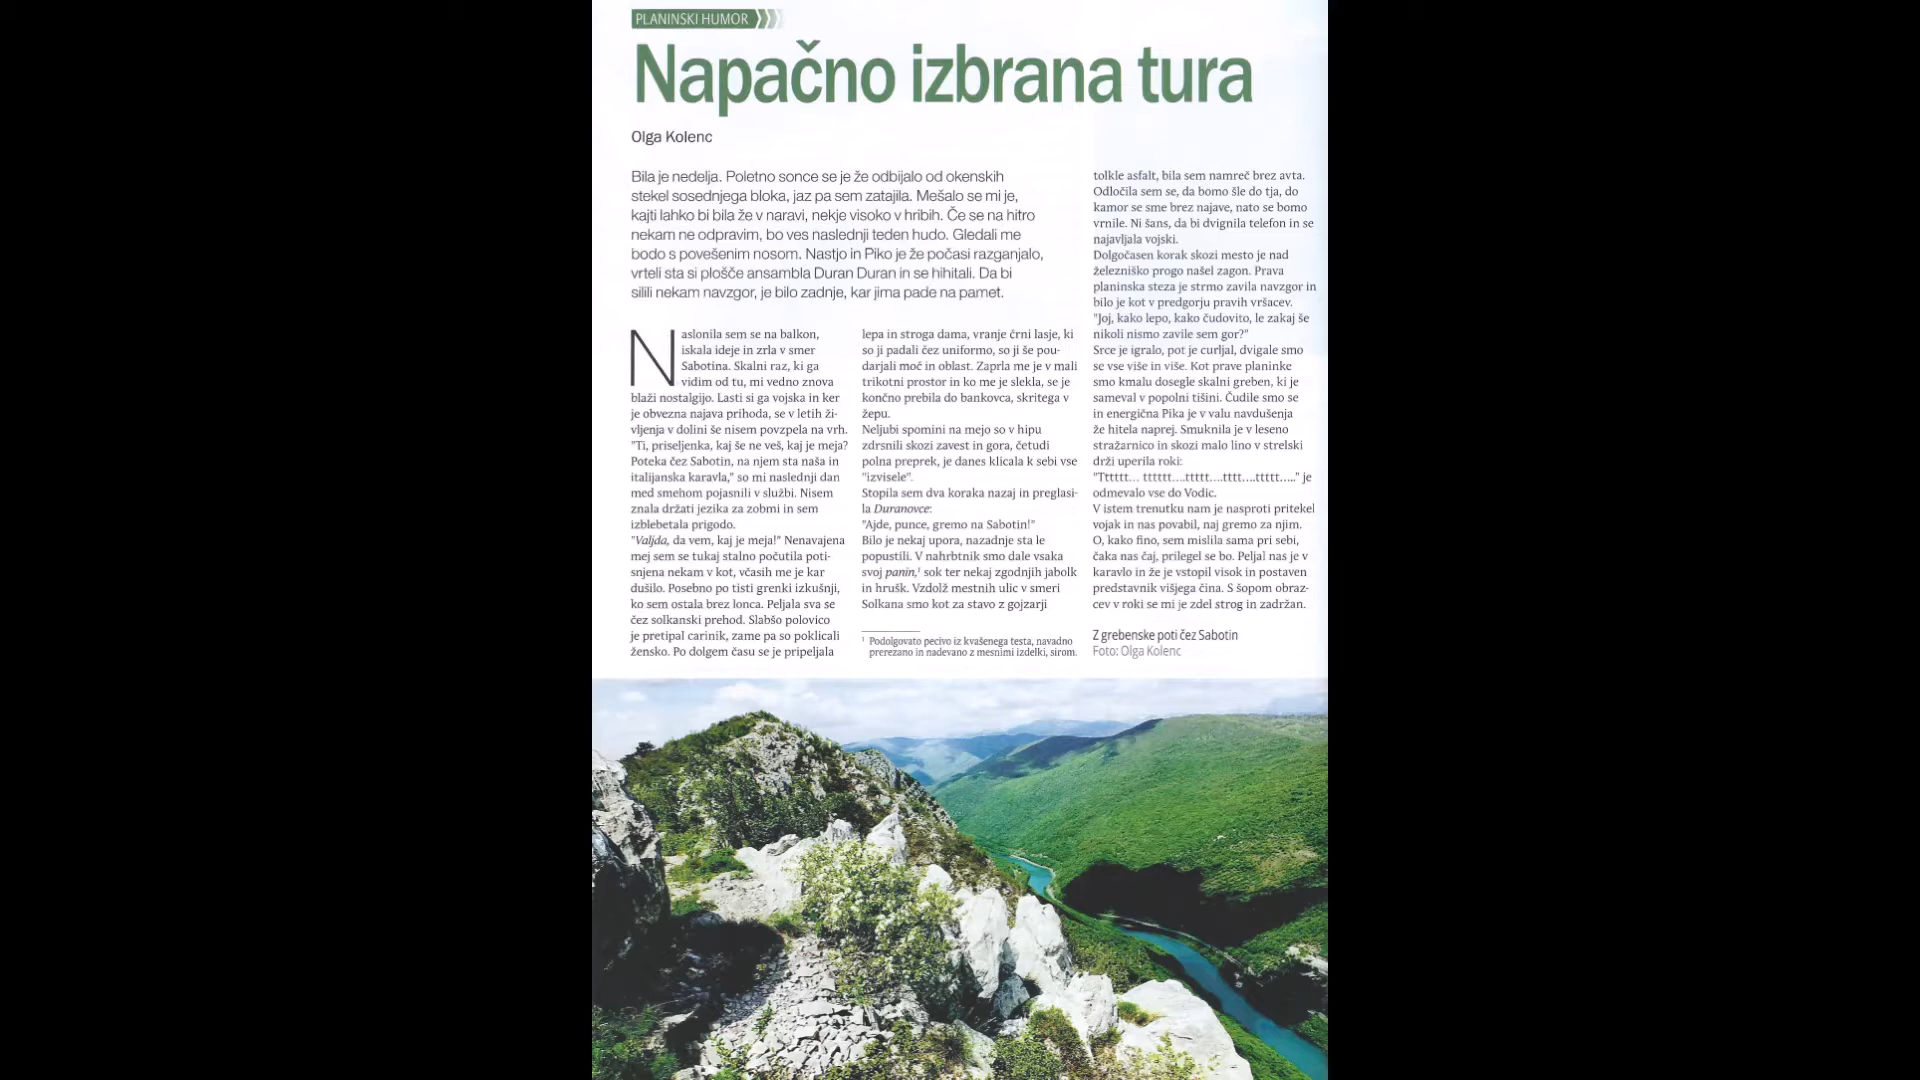 PLANINSKI HUMOR
Napačno izbrana tura
Olga Kolenc
Bila je nedelja. Poletno sonce se je že odbijalo od okenskih
stekel sosednjega bloka, jaz pa sem zatajila. Mešalo se mi je,
kajti lahko bi bila že v naravi, nekje visoko v hribih. Če se na hitro
nekam ne odpravim, bo ves naslednji teden hudo. Gledali me
bodo s povešenim nosom. Nastjo in Piko je že počasi razganjalo,
vrteli sta si plošče ansambla Duran Duran in se hihitali. Da bi
silili nekam navzgor, je bilo zadnje, kar jima pade na pamet.
Naslonila sem se na balkon,
iskala ideje in zrla v smer
Sabotina. Skalni raz, ki ga
vidim od tu, mi vedno znova
blaži nostalgijo. Lasti si ga vojska in ker
je obvezna najava prihoda, se v letih ži-
vljenja v dolini še nisem povzpela na vrh.
"Ti, priseljenka, kaj še ne veš, kaj je meja?
Poteka čez Sabotin, na njem sta naša in
italijanska karavla," so mi naslednji dan
med smehom pojasnili v službi. Nisem
znala držati jezika za zobmi in sem
izblebetala prigodo.
"Valjda, da vem, kaj je meja!" Nenavajena
mej sem se tukaj stalno počutila poti-
snjena nekam v kot, včasih me je kar
dušilo. Posebno po tisti grenki izkušnji,
ko sem ostala brez lonca. Peljala sva se
čez solkanski prehod. Slabšo polovico
je pretipal carinik, zame pa so poklicali
žensko. Po dolgem času se je pripeljala
lepa in stroga dama, vranje črni lasje, ki
so ji padali čez uniformo, so ji še pou-
darjali moč in oblast. Zaprla me je v mali
trikotni prostor in ko me je slekla, se je
končno prebila do bankovca, skritega v
žepu.
Neljubi spomini na mejo so v hipu
zdrsnili skozi zavest in gora, četudi
polna preprek, je danes klicala k sebi vse
"izvisele".
Stopila sem dva koraka nazaj in preglasi-
la Duranovce:
"Ajde, punce, gremo na Sabotin!"
Bilo je nekaj upora, nazadnje sta le
popustili. V nahrbtnik smo dale vsaka
svoj panin,¹ sok ter nekaj zgodnjih jabolk
in hrušk. Vzdolž mestnih ulic v smeri
Solkana smo kot za stavo z gojzarji
¹ Podolgovato pecivo iz kvašenega testa, navadno
prerezano in nadevano z mesnimi izdelki, sirom.
tolkle asfalt, bila sem namreč brez avta.
Odločila sem se, da bomo šle do tja, do
kamor se sme brez najave, nato se bomo
vrnile. Ni šans, da bi dvignila telefon in se
najavljala vojski.
Dolgočasen korak skozi mesto je nad
železniško progo našel zagon. Prava
planinska steza je strmo zavila navzgor in
bilo je kot v predgorju pravih vršacev.
"Joj, kako lepo, kako čudovito, le zakaj še
nikoli nismo zavile sem gor?"
Srce je igralo, pot je curljal, dvigale smo
se vse više in više. Kot prave planinke
smo kmalu dosegle skalni greben, ki je
sameval v popolni tišini. Čudile smo se
in energična Pika je v valu navdušenja
že hitela naprej. Smuknila je v leseno
stražarnico in skozi malo lino v strelski
drži uperila roki:
"Tttttt… tttttt….ttttt….tttt….ttttt….." je
odmevalo vse do Vodic.
V istem trenutku nam je nasproti pritekel
vojak in nas povabil, naj gremo za njim.
O, kako fino, sem mislila sama pri sebi,
čaka nas čaj, prilegel se bo. Peljal nas je v
karavlo in že je vstopil visok in postaven
predstavnik višjega čina. S šopom obraz-
cev v roki se mi je zdel strog in zadržan.
Z grebenske poti čez Sabotin
Foto: Olga Kolenc